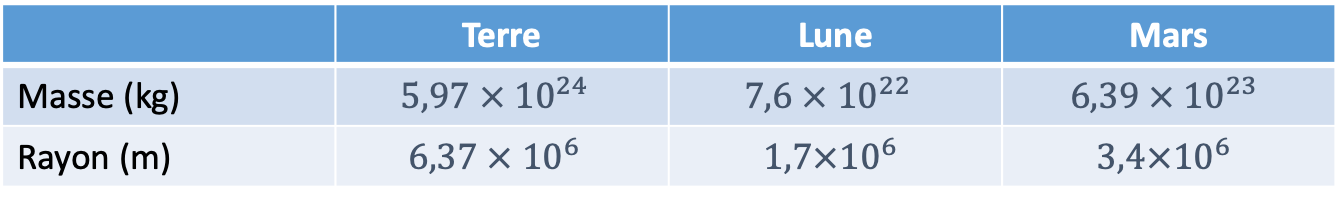 Terre Lune Mars
Masse (kg) 5,97 × 10²⁴ 7,6 × 10²² 6,39 × 10²³
Rayon (m) 6,37 × 10⁶ 1,7×10⁶ 3,4×10⁶